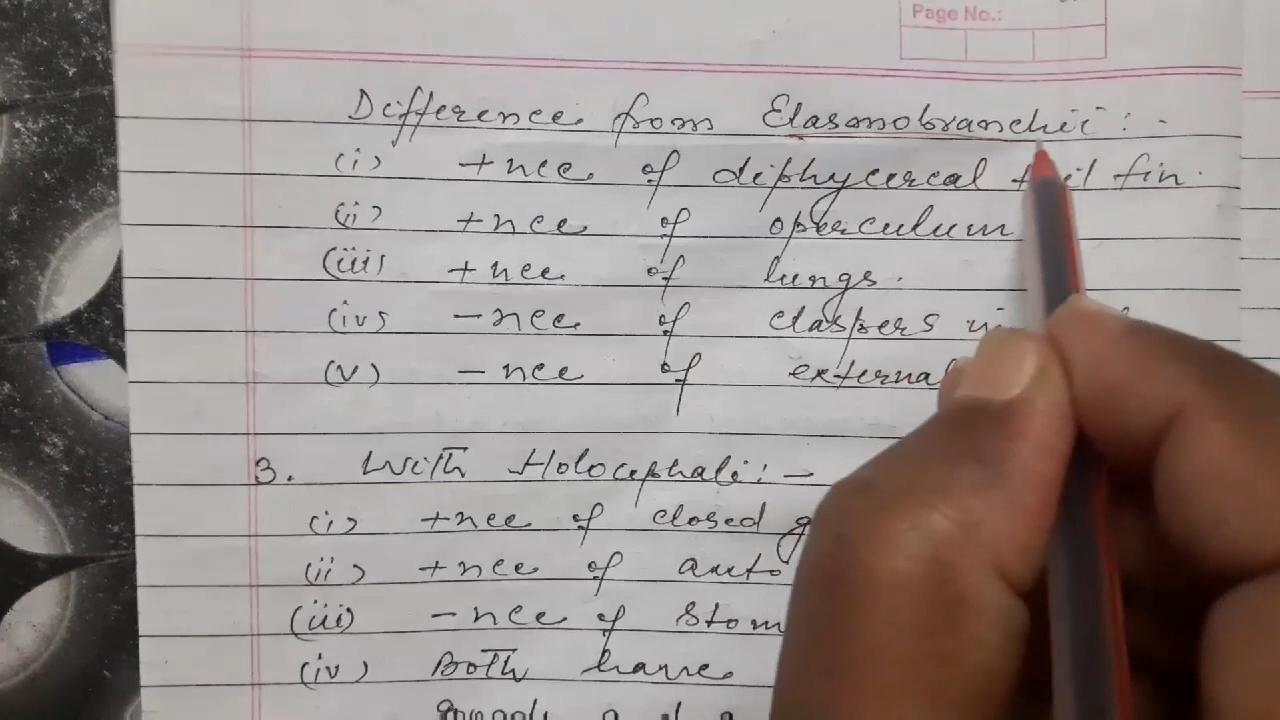 Page No.:
Difference from Elasmobranchii :-
(i) +nce of diphycercal tail fin.
(ii) +nce of operculum
(iii) +nce of lungs.
(iv) -nce of claspers
(v) -nce of external
3. With Holocephali :-
(i) +nce of closed
(ii) +nce of auto
(iii) -nce of stom
(iv) Both have